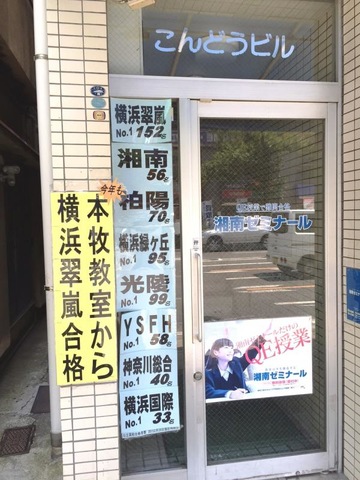 こんどうビル
横浜翠嵐
No.1 152名
湘南
56名
柏陽
No.1 70名
横浜緑ヶ丘
No.1 95名
光陵
No.1 99名
YSFH
No.1 58名
神奈川総合
No.1 40名
横浜国際
No.1 33名
今年も
本牧教室から
横浜翠嵐合格
湘南ゼミナール
QE授業
湘南ゼミナール